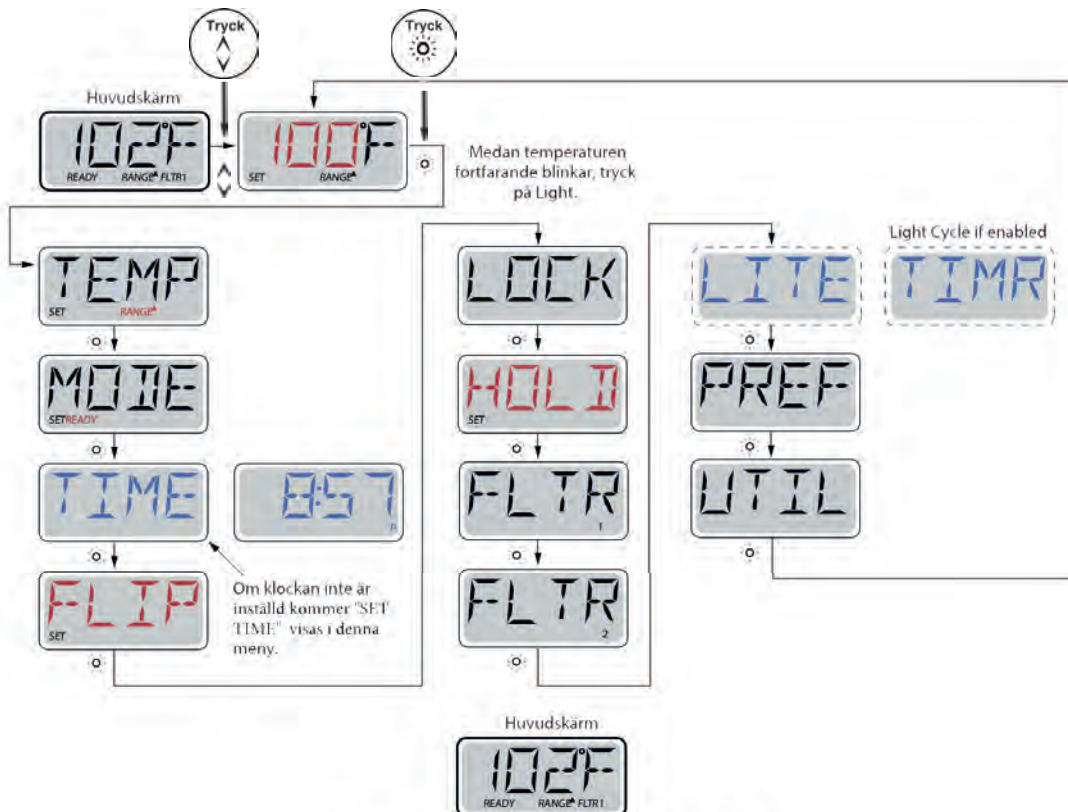 Tryck
Tryck
Huvudskärm
102°F
READY RANGE FLTR1
100°F
SET RANGE
Medan temperaturen
fortfarande blinkar, tryck
på Light.
TEMP
SET RANGE
MODE
SET READY
TIME
8:57
P
FLIP
SET
Om klockan inte är
inställd kommer "SET
TIME" visas i denna
meny.
LOCK
HOLD
SET
FLTR
1
FLTR
2
LITE
Light Cycle if enabled
TIMR
PREF
UTIL
Huvudskärm
102°F
READY RANGE FLTR1